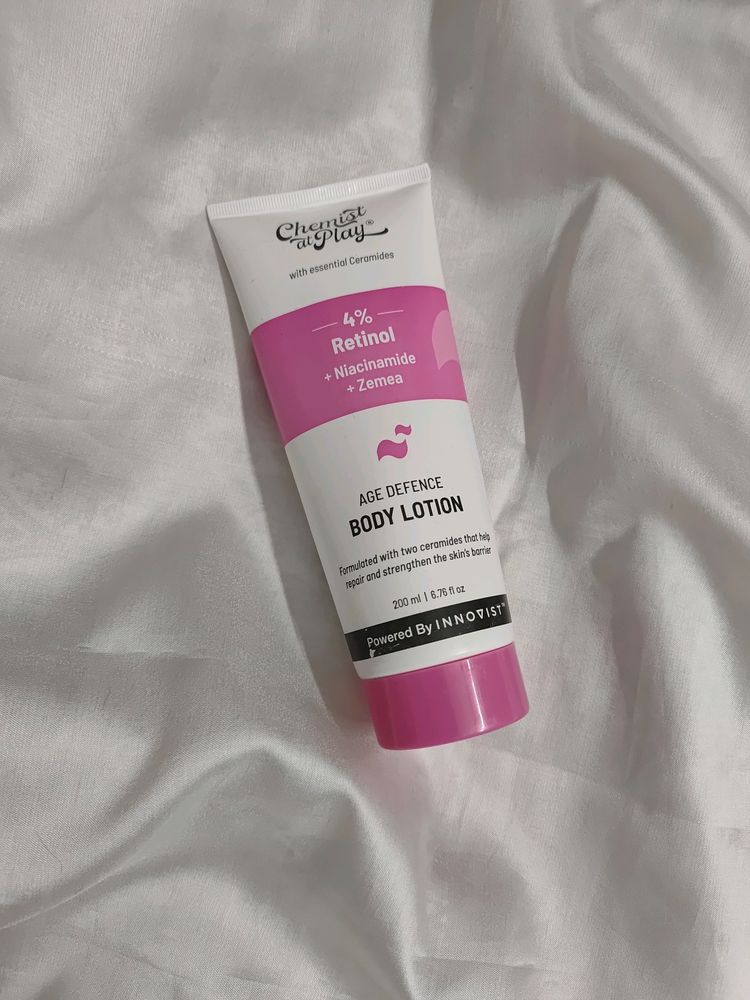 Chemist
at Play®
with essential Ceramides
4%
Retinol
+ Niacinamide
+ Zemea
AGE DEFENCE
BODY LOTION
Formulated with two ceramides that help
repair and strengthen the skin's barrier
200 ml | 6.76 fl oz
Powered By INNOVIST™